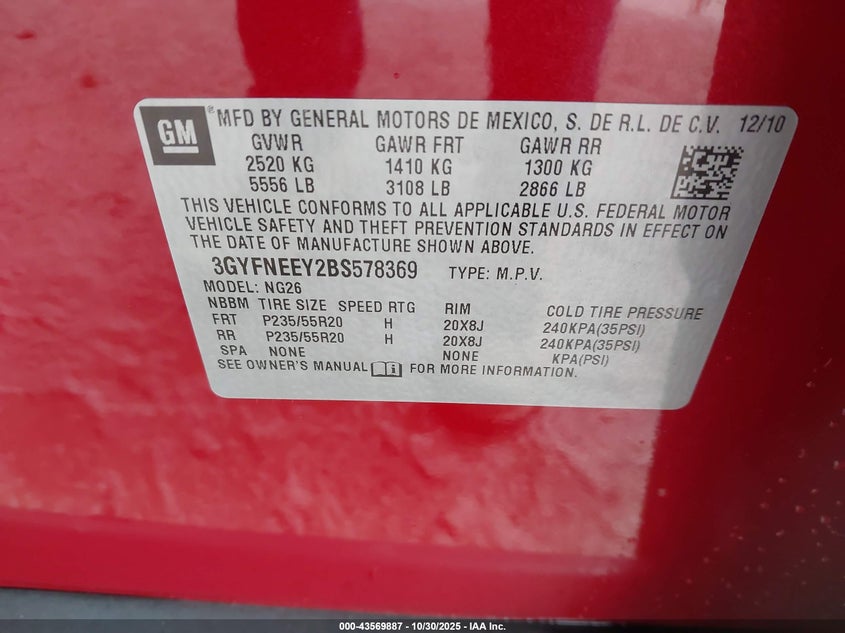 GM
®MFD BY GENERAL MOTORS DE MEXICO, S. DE R.L. DE C.V. 12/10
GVWR GAWR FRT GAWR RR
2520 KG 1410 KG 1300 KG
5556 LB 3108 LB 2866 LB
THIS VEHICLE CONFORMS TO ALL APPLICABLE U.S. FEDERAL MOTOR
VEHICLE SAFETY AND THEFT PREVENTION STANDARDS IN EFFECT ON
THE DATE OF MANUFACTURE SHOWN ABOVE.
3GYFNEEY2BS578369 TYPE: M.P.V.
MODEL: NG26
NBBM TIRE SIZE SPEED RTG RIM COLD TIRE PRESSURE
FRT P235/55R20 H 20X8J 240KPA(35PSI)
RR P235/55R20 H 20X8J 240KPA(35PSI)
SPA NONE NONE KPA(PSI)
SEE OWNER'S MANUAL i FOR MORE INFORMATION.
000-43569887 - 10/30/2025 - IAA Inc.